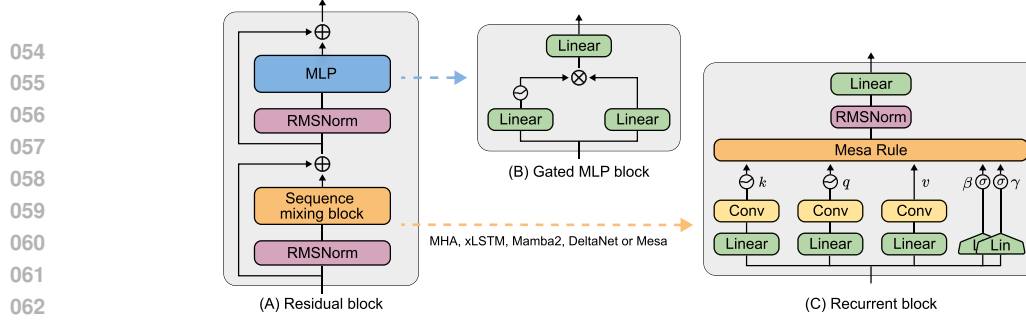 054
055
056
057
058
059
060
061
062
MLP
RMSNorm
Sequence
mixing block
RMSNorm
(A) Residual block
Linear
Linear
Linear
(B) Gated MLP block
MHA, xLSTM, Mamba2, DeltaNet or Mesa
Linear
RMSNorm
Mesa Rule
k
q
v
β σ σ γ
Conv
Conv
Conv
Linear
Linear
Linear
Lin
(C) Recurrent block